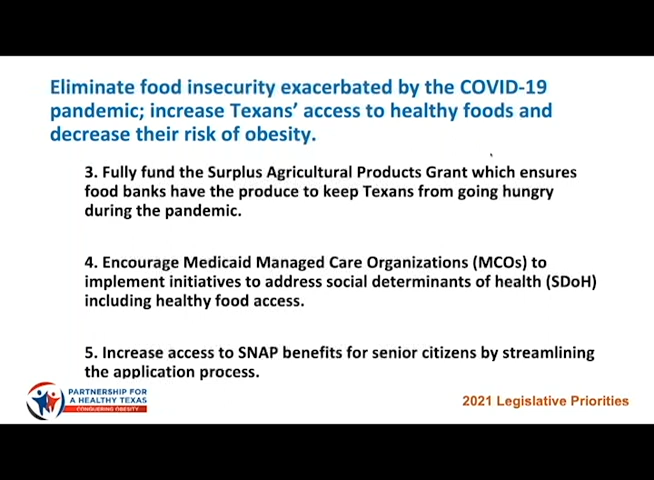 Eliminate food insecurity exacerbated by the COVID-19
pandemic; increase Texans' access to healthy foods and
decrease their risk of obesity.
3. Fully fund the Surplus Agricultural Products Grant which ensures
food banks have the produce to keep Texans from going hungry
during the pandemic.
4. Encourage Medicaid Managed Care Organizations (MCOs) to
implement initiatives to address social determinants of health (SDoH)
including healthy food access.
5. Increase access to SNAP benefits for senior citizens by streamlining
the application process.
PARTNERSHIP FOR
A HEALTHY TEXAS
CONQUERING OBESITY
2021 Legislative Priorities